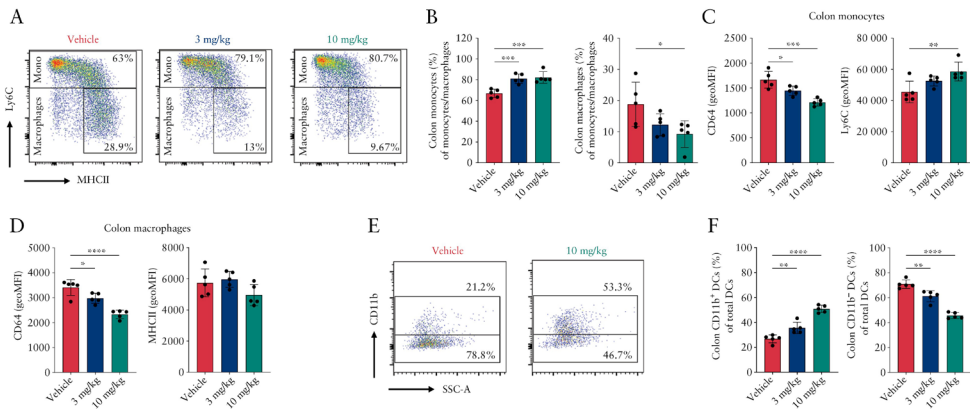 A
Vehicle
3 mg/kg
10 mg/kg
Mono
Macrophages
Ly6C
63%
28.9%
79.1%
13%
80.7%
9.67%
MHCII
B
Colon monocytes (%)
of monocytes/macrophages
100
80
60
40
20
0
***
***
Vehicle
3 mg/kg
10 mg/kg
Colon macrophages (%)
of monocytes/macrophages
40
30
20
10
0
*
Vehicle
3 mg/kg
10 mg/kg
C
Colon monocytes
CD64 (geoMFI)
2500
2000
1500
1000
500
0
***
*
Vehicle
3 mg/kg
10 mg/kg
Ly6C (geoMFI)
80 000
60 000
40 000
20 000
0
**
Vehicle
3 mg/kg
10 mg/kg
D
Colon macrophages
CD64 (geoMFI)
5000
4000
3000
2000
1000
0
****
*
Vehicle
3 mg/kg
10 mg/kg
MHCII (geoMFI)
8000
6000
4000
2000
0
Vehicle
3 mg/kg
10 mg/kg
E
Vehicle
10 mg/kg
CD11b
21.2%
78.8%
53.3%
46.7%
SSC-A
F
Colon CD11b⁺ DCs (%)
of total DCs
100
80
60
40
20
0
****
**
Vehicle
3 mg/kg
10 mg/kg
Colon CD11b⁻ DCs (%)
of total DCs
100
80
60
40
20
0
****
**
Vehicle
3 mg/kg
10 mg/kg